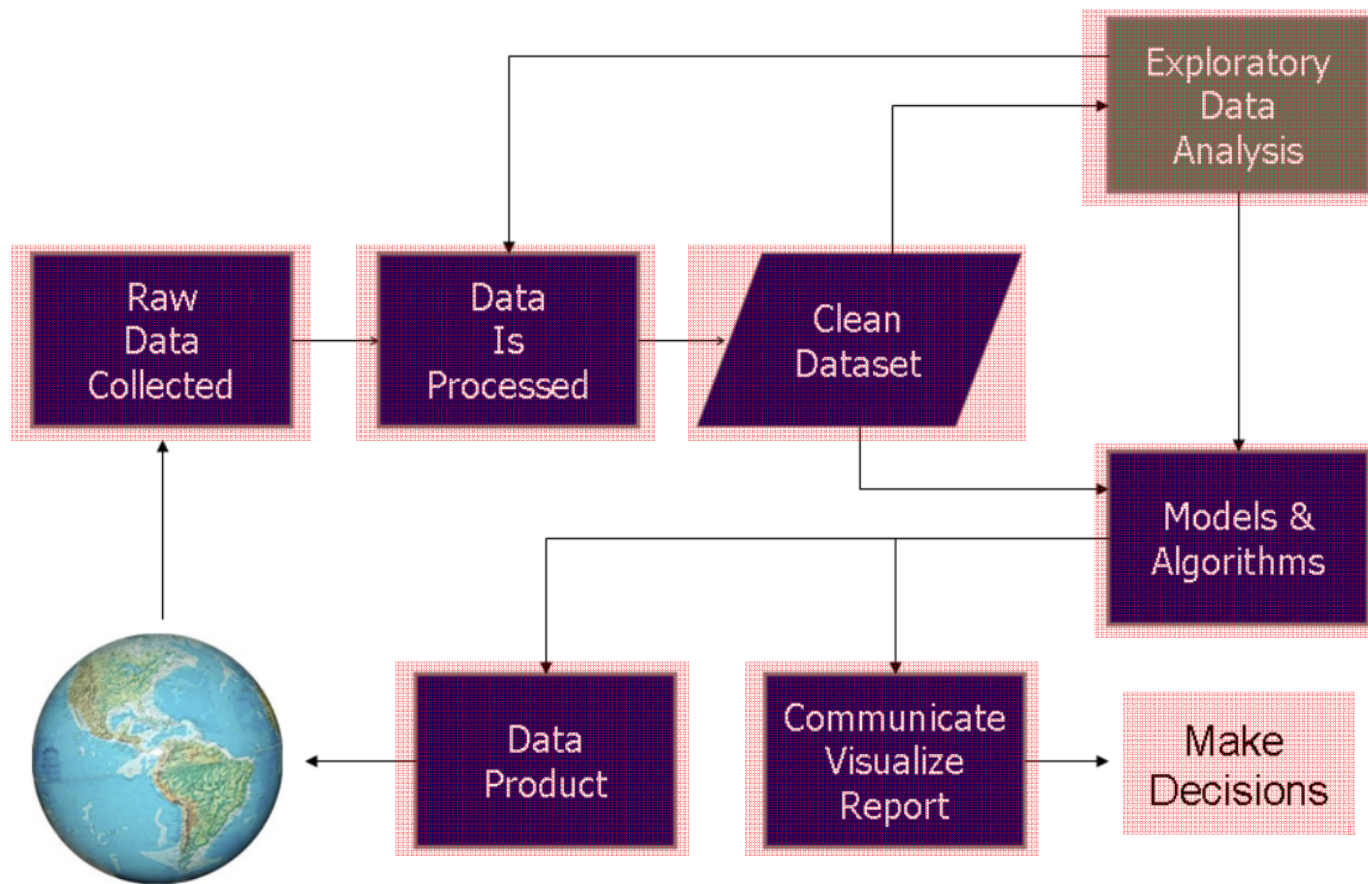 Exploratory
Data
Analysis
Raw
Data
Collected
Data
Is
Processed
Clean
Dataset
Models &
Algorithms
Data
Product
Communicate
Visualize
Report
Make
Decisions